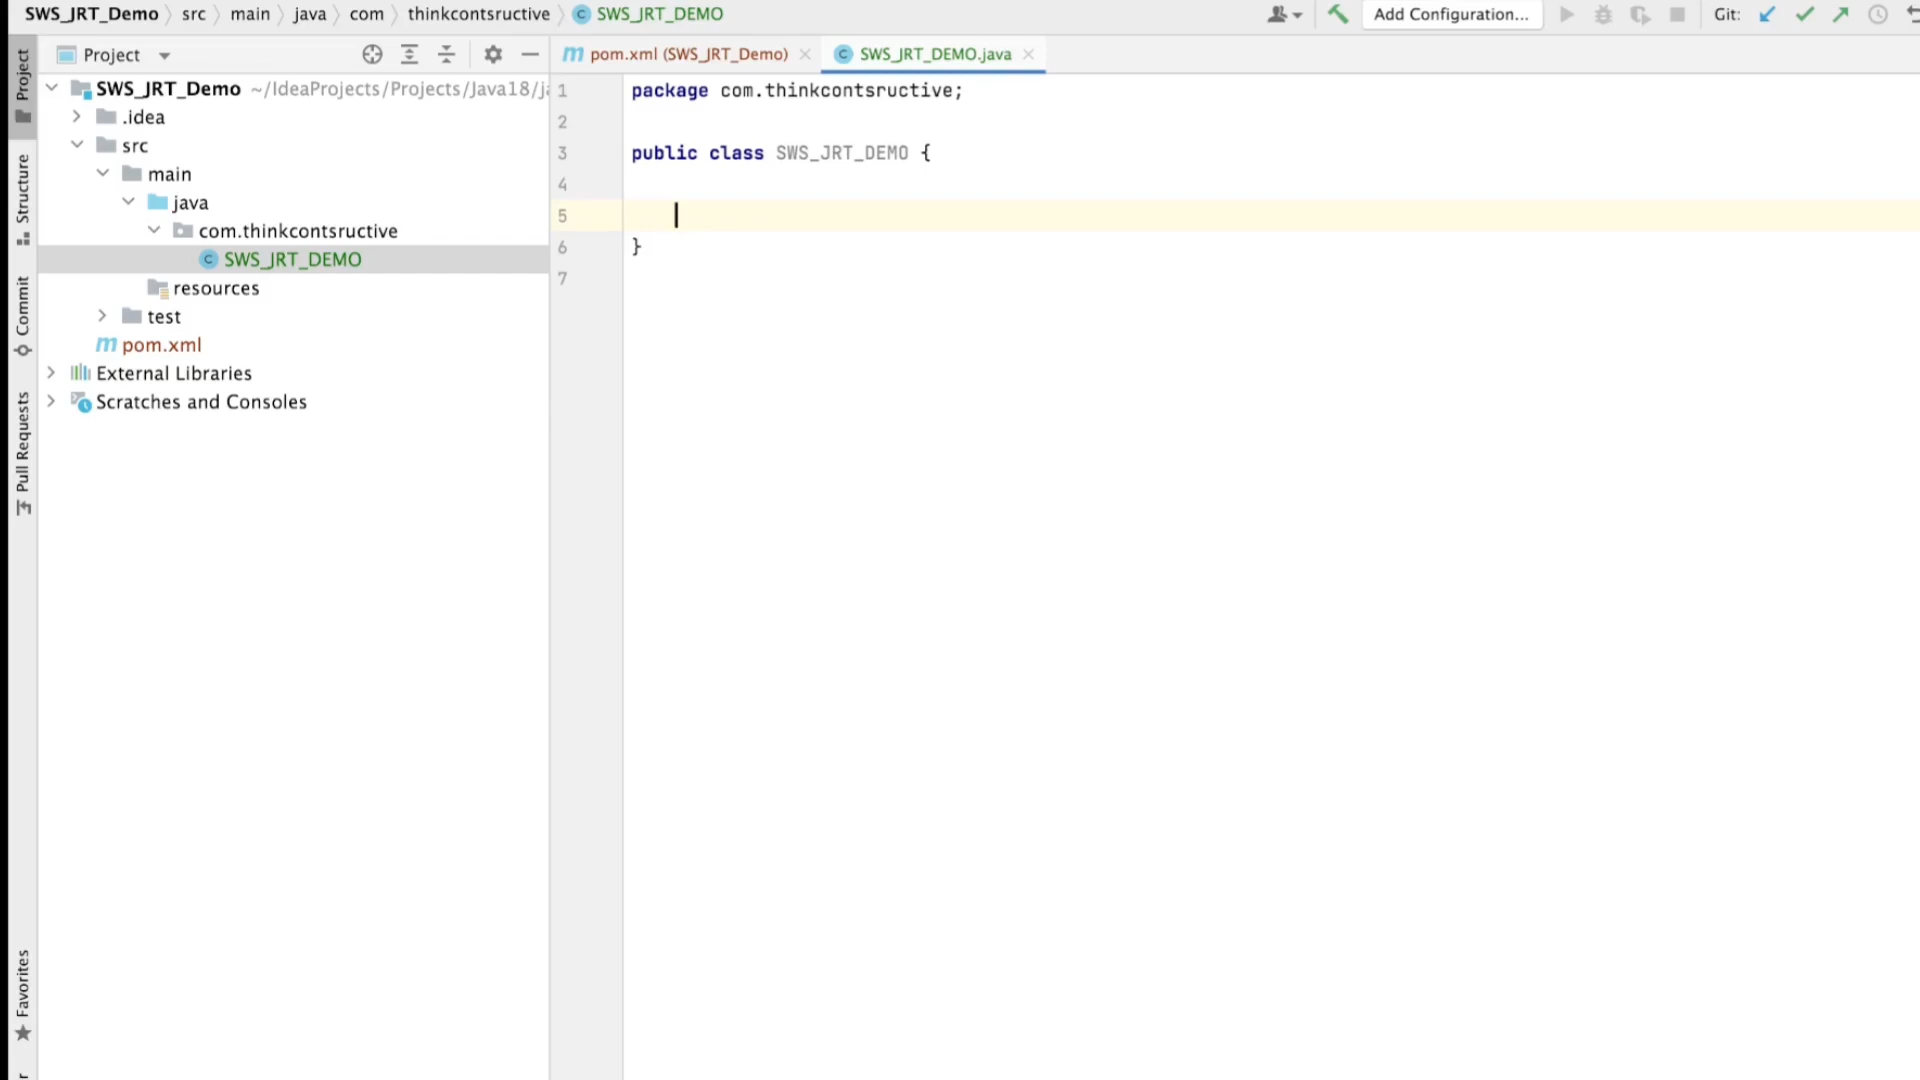 SWS_JRT_Demo src main java com thinkcontsructive SWS_JRT_DEMO Add Configuration... Git:
Project
pom.xml (SWS_JRT_Demo) SWS_JRT_DEMO.java
SWS_JRT_Demo ~/IdeaProjects/Projects/Java18/j
.idea
src
main
java
com.thinkcontsructive
SWS_JRT_DEMO
resources
test
pom.xml
External Libraries
Scratches and Consoles
Project
Structure
Commit
Pull Requests
Favorites
1 package com.thinkcontsructive;
2
3 public class SWS_JRT_DEMO {
4
5
6 }
7